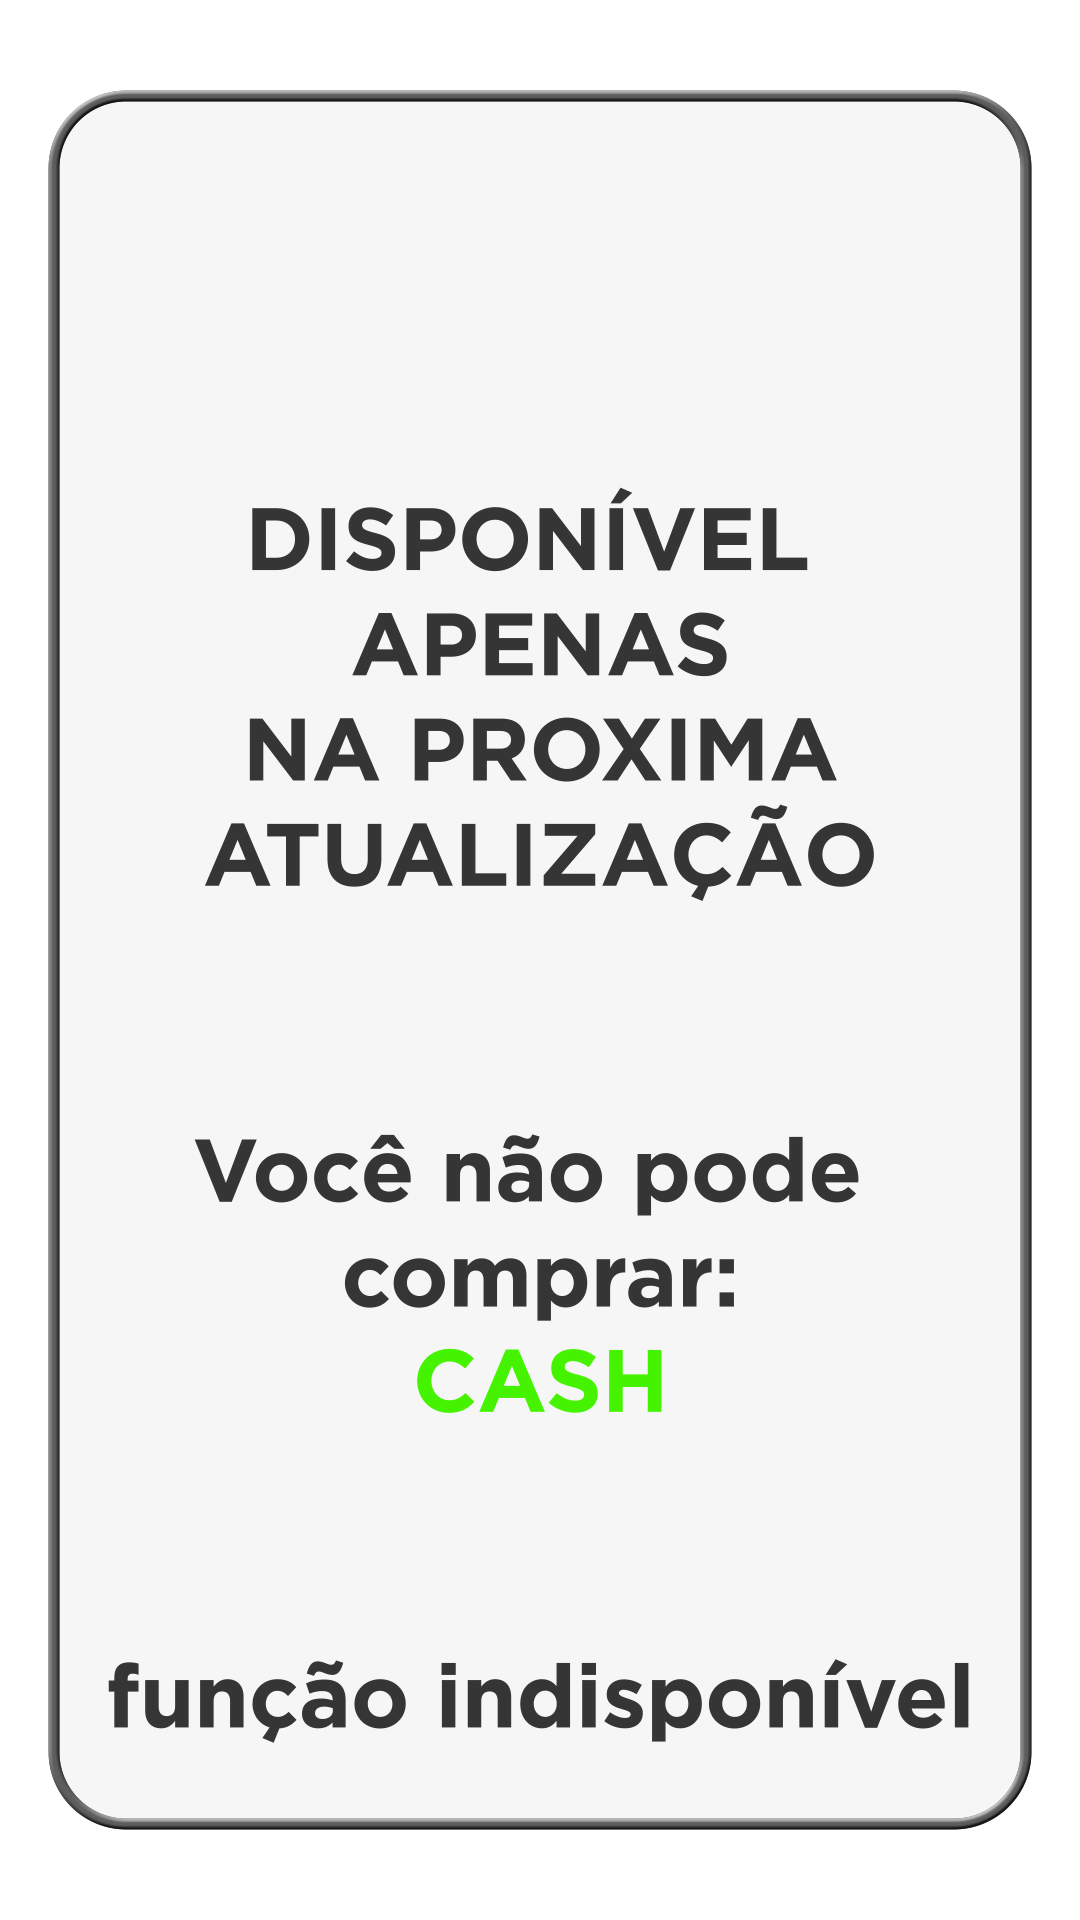 DISPONÍVEL
APENAS
NA PROXIMA
ATUALIZAÇÃO
Você não pode
comprar:
CASH
função indisponível